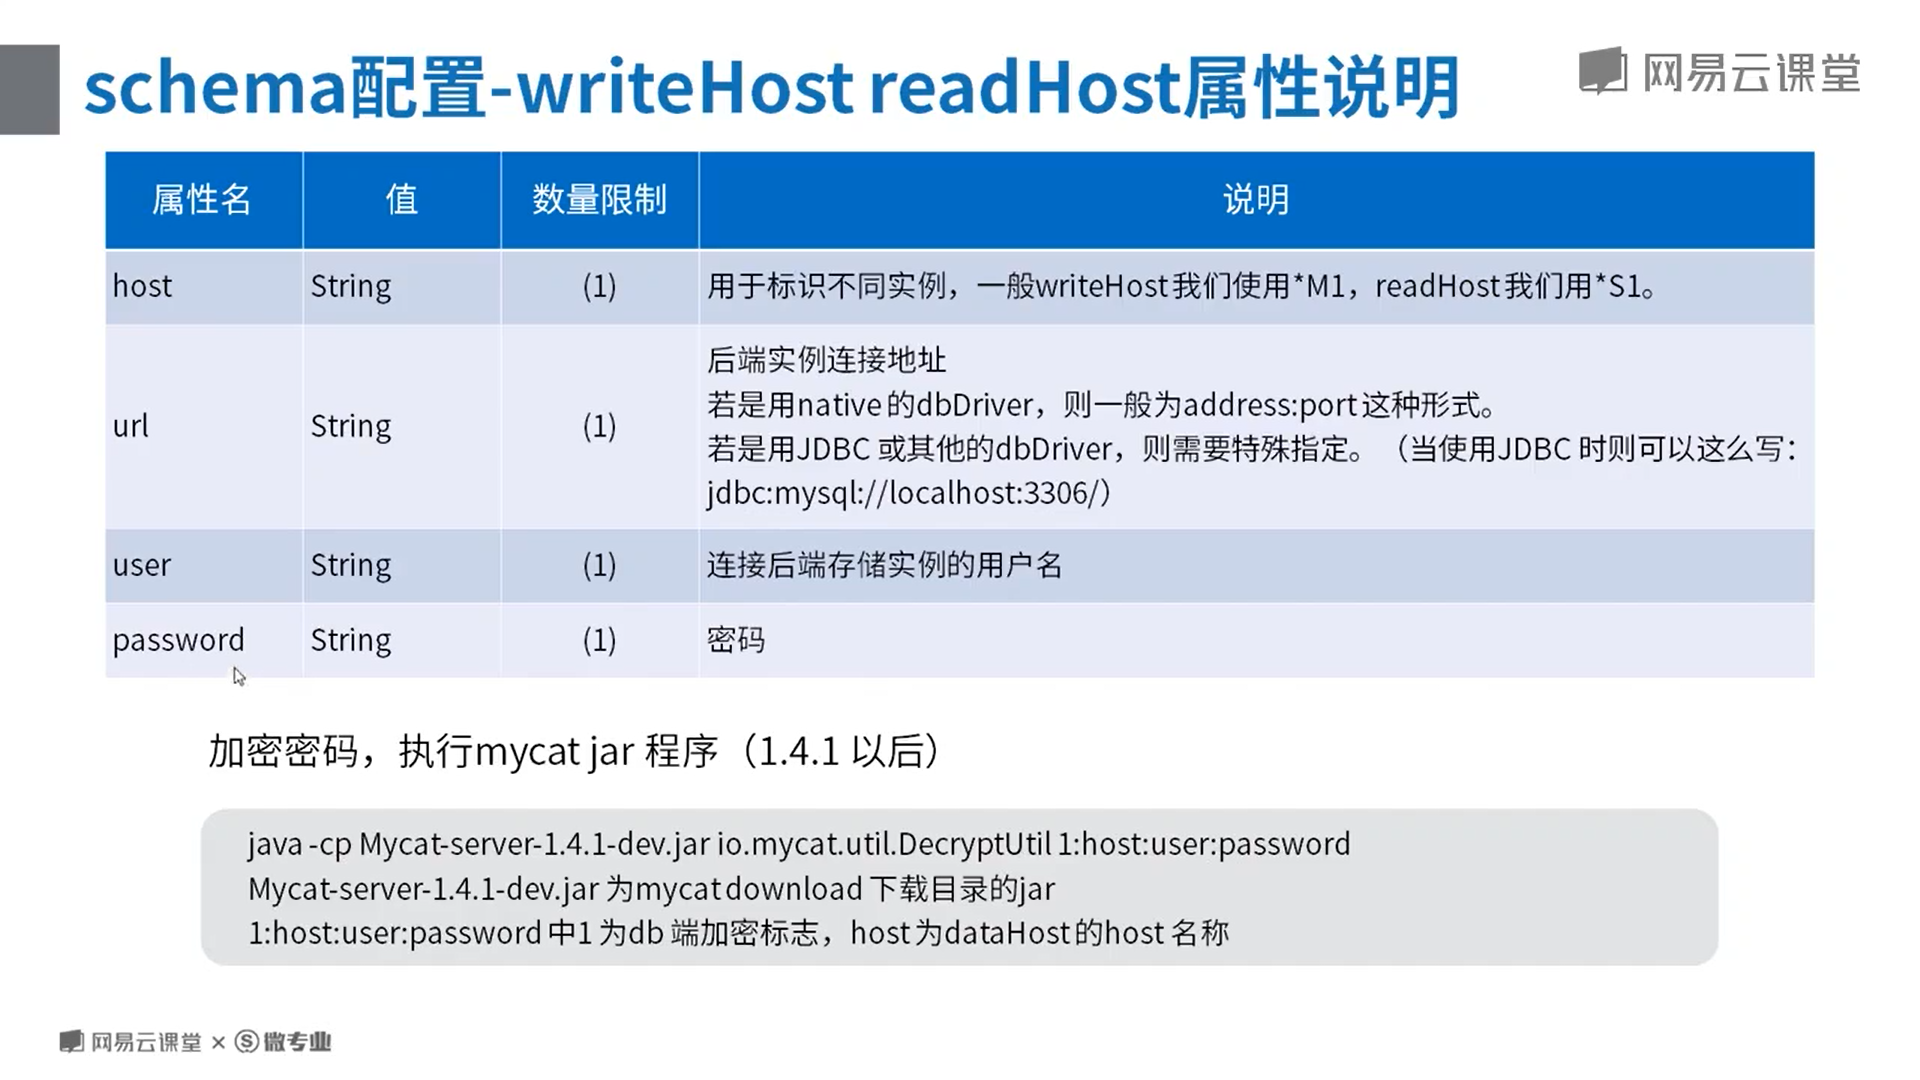 schema配置-writeHost readHost属性说明
网易云课堂
属性名 值 数量限制 说明
host String (1) 用于标识不同实例，一般writeHost我们使用*M1，readHost我们用*S1。
url String (1) 后端实例连接地址
若是用native的dbDriver，则一般为address:port这种形式。
若是用JDBC 或其他的dbDriver，则需要特殊指定。（当使用JDBC 时则可以这么写：
jdbc:mysql://localhost:3306/）
user String (1) 连接后端存储实例的用户名
password String (1) 密码
加密密码，执行mycat jar 程序（1.4.1 以后）
java -cp Mycat-server-1.4.1-dev.jar io.mycat.util.DecryptUtil 1:host:user:password
Mycat-server-1.4.1-dev.jar 为mycat download 下载目录的jar
1:host:user:password 中1 为db 端加密标志，host 为dataHost 的host 名称
网易云课堂 × 微专业